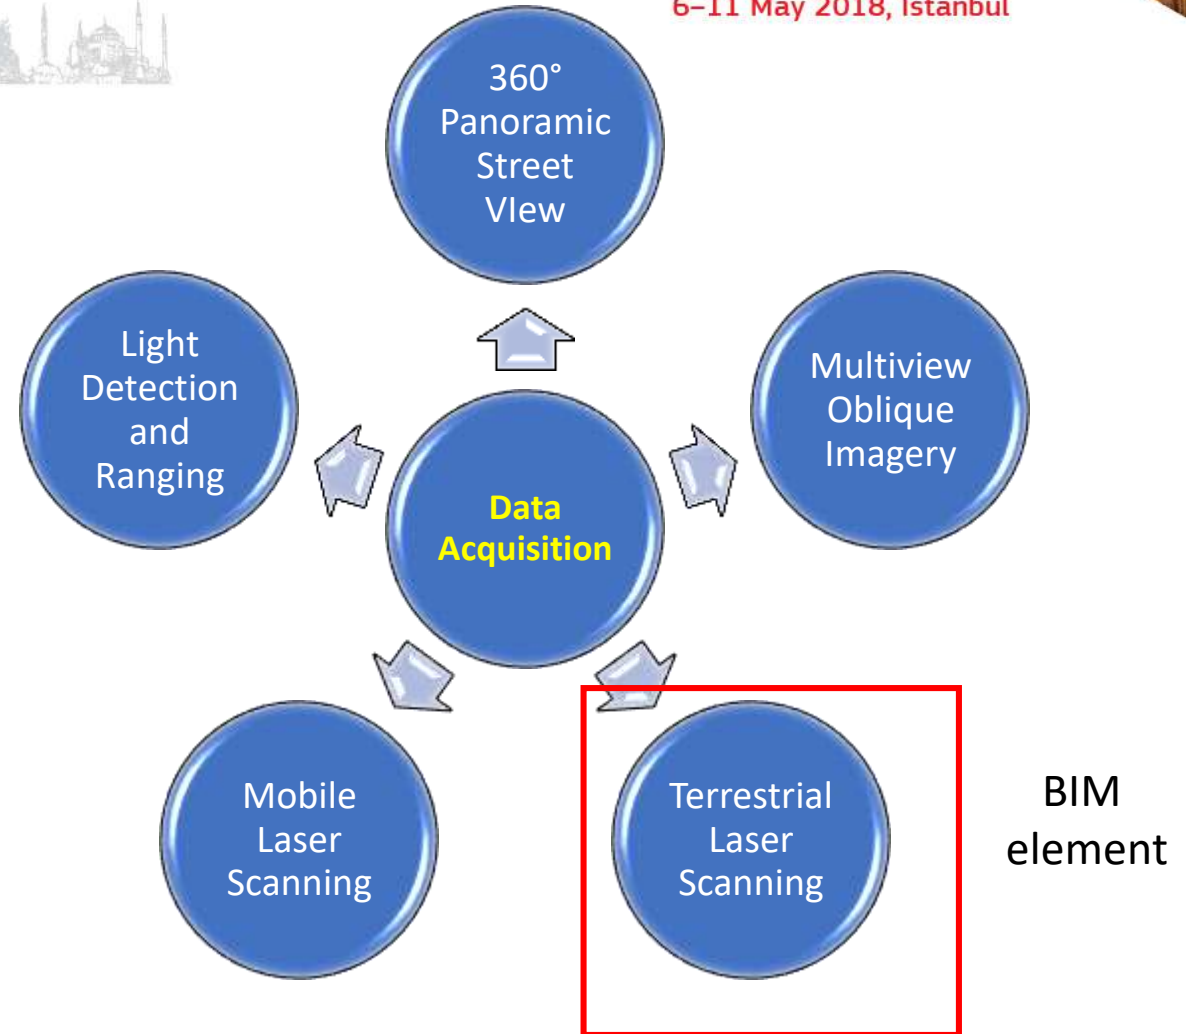 6–11 May 2018, Istanbul
360°
Panoramic
Street
VIew
Light
Detection
and
Ranging
Multiview
Oblique
Imagery
Data
Acquisition
Mobile
Laser
Scanning
Terrestrial
Laser
Scanning
BIM
element